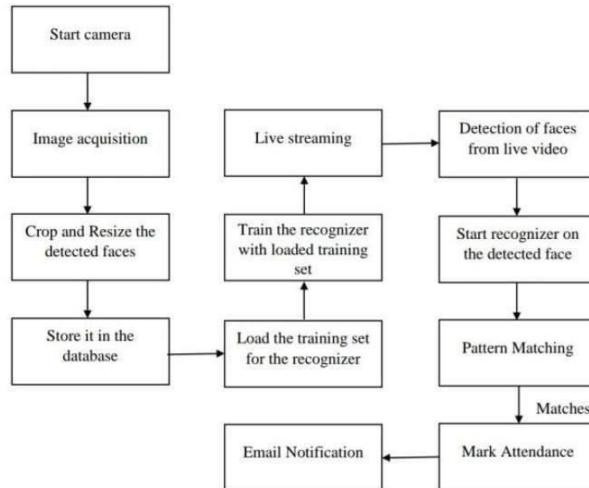 Start camera
Image acquisition
Crop and Resize the
detected faces
Store it in the
database
Load the training set
for the recognizer
Train the recognizer
with loaded training
set
Live streaming
Detection of faces
from live video
Start recognizer on
the detected face
Pattern Matching
Matches
Mark Attendance
Email Notification